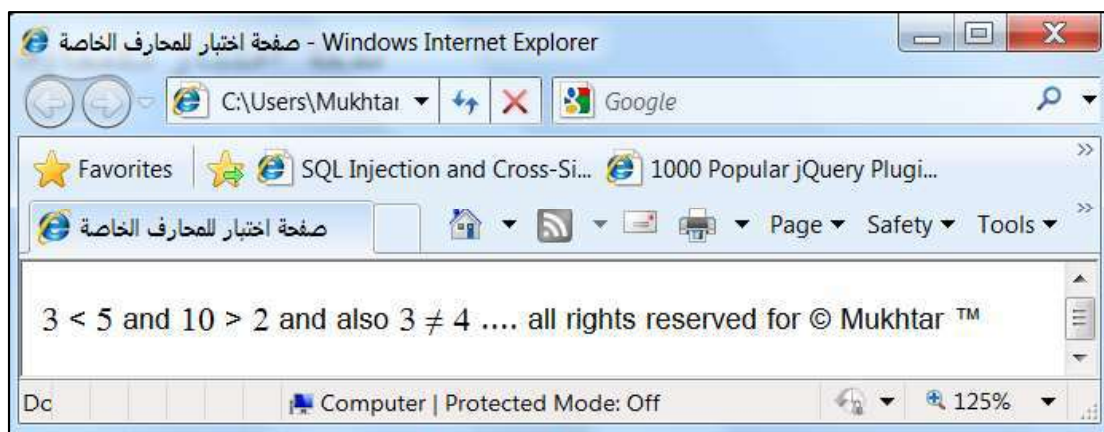 صفحة اختبار للمحارف الخاصة - Windows Internet Explorer
C:\Users\Mukhtar Google
Favorites SQL Injection and Cross-Si... 1000 Popular jQuery Plugi...
صفحة اختبار للمحارف الخاصة Page Safety Tools
3 < 5 and 10 > 2 and also 3 ≠ 4 .... all rights reserved for © Mukhtar ™
Computer | Protected Mode: Off 125%